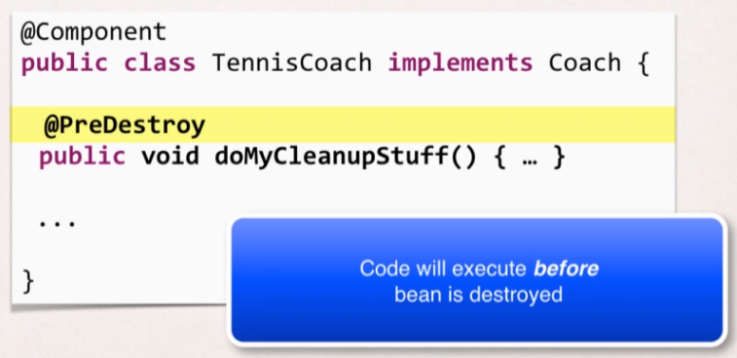 @Component
public class TennisCoach implements Coach {
@PreDestroy
public void doMyCleanupStuff() { … }
...
}
Code will execute before
bean is destroyed